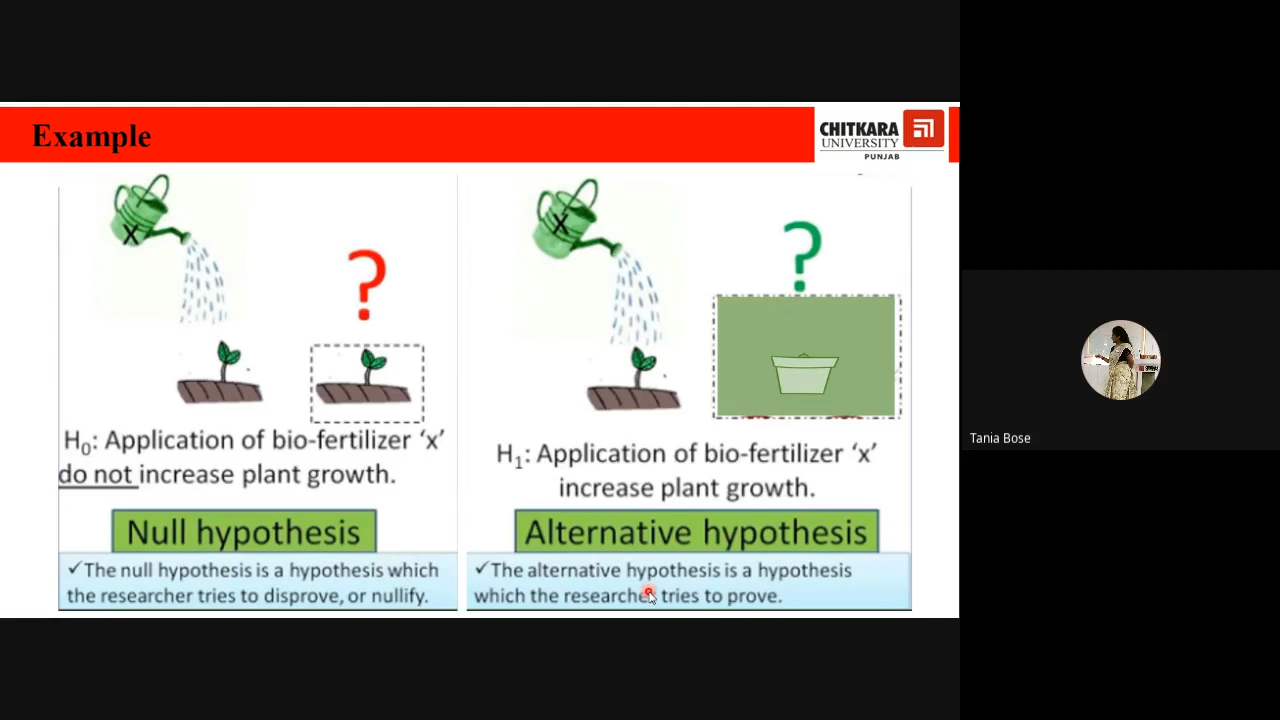 Example
CHITKARA
UNIVERSITY
PUNJAB
X
?
H₀: Application of bio-fertilizer ‘x’
do not increase plant growth.
Null hypothesis
✓The null hypothesis is a hypothesis which
the researcher tries to disprove, or nullify.
X
?
H₁: Application of bio-fertilizer ‘x’
increase plant growth.
Alternative hypothesis
✓The alternative hypothesis is a hypothesis
which the researcher tries to prove.
Tania Bose